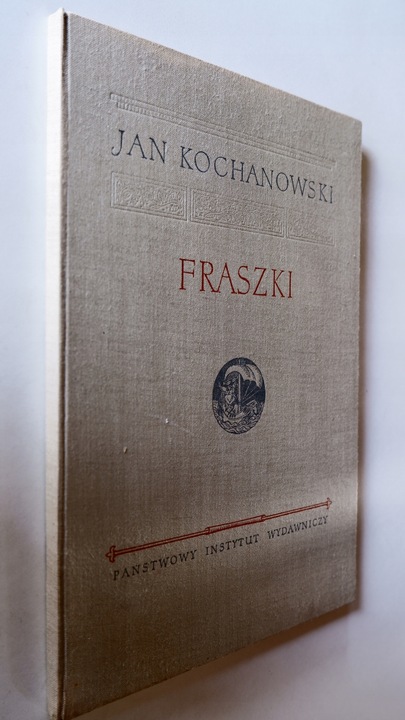 JAN KOCHANOWSKI
FRASZKI
PAŃSTWOWY INSTYTUT WYDAWNICZY